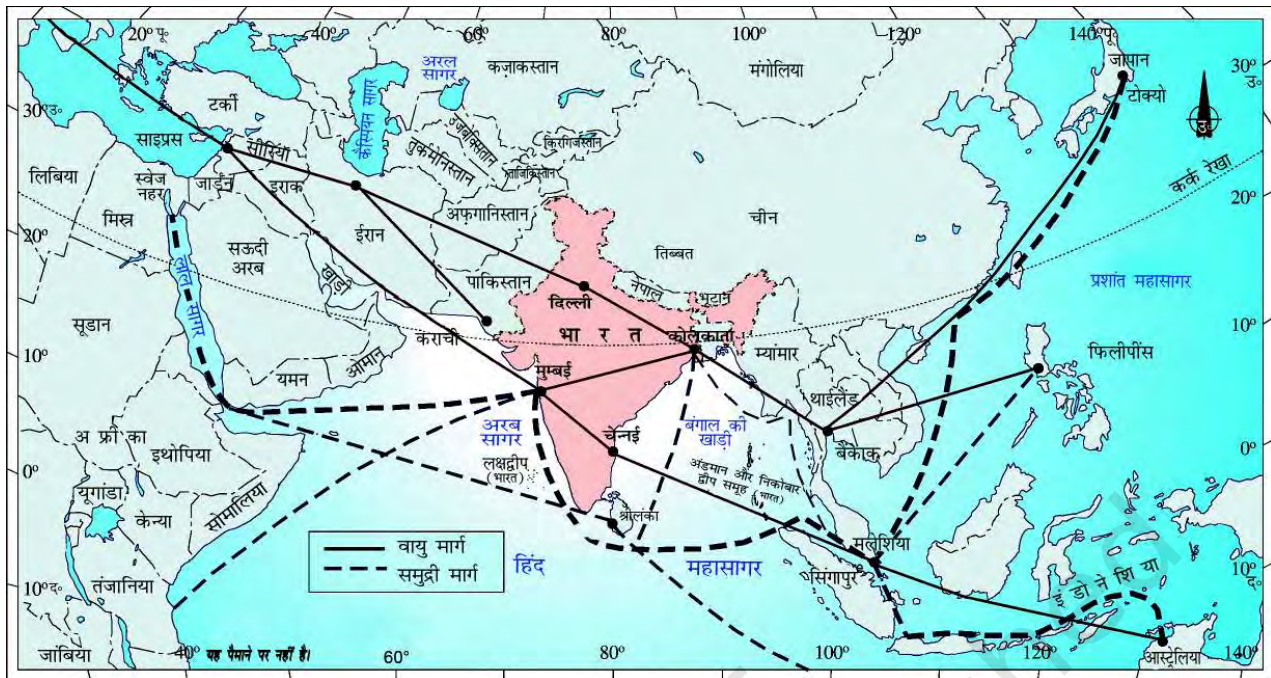 20° पू॰
40°
60°
80°
100°
120°
140° पू॰
30° उ॰
अरल सागर
कज़ाकस्तान
मंगोलिया
जापान
टोक्यो
30° उ॰
उ॰
टर्की
कैस्पियन सागर
उजबेक्सितान
किरगिजस्तान
तुर्कमेनिस्तान
ताजिकिस्तान
साइप्रस
सीरिया
लिबिया
स्वेज नहर
जार्डन
इराक
20°
कर्क रेखा
20°
मिस्र
ईरान
अफ़गानिस्तान
चीन
सऊदी अरब
तिब्बत
पाकिस्तान
खाड़ी
लाल सागर
दिल्ली
नेपाल
भूटान
प्रशांत महासागर
10°
सूडान
कराची
भारत
कोलकाता
म्यांमार
10°
ओमान
यमन
मुम्बई
फिलीपींस
थाईलैंड
अरब सागर
चेन्नई
बंगाल की खाड़ी
बैंकाक
अ फ्री का
इथोपिया
0°
0°
लक्षद्वीप (भारत)
अंडमान और निकोबार द्वीप समूह (भारत)
यूगांडा
केन्या
सोमालिया
श्रीलंका
मलेशिया
वायु मार्ग
समुद्री मार्ग
हिंद
महासागर
सिंगापुर
इं डो ने शि या
10° द॰
10° द॰
तंजानिया
जांबिया
40°
यह पैमाने पर नहीं है।
60°
80°
100°
120°
आस्ट्रेलिया
140°